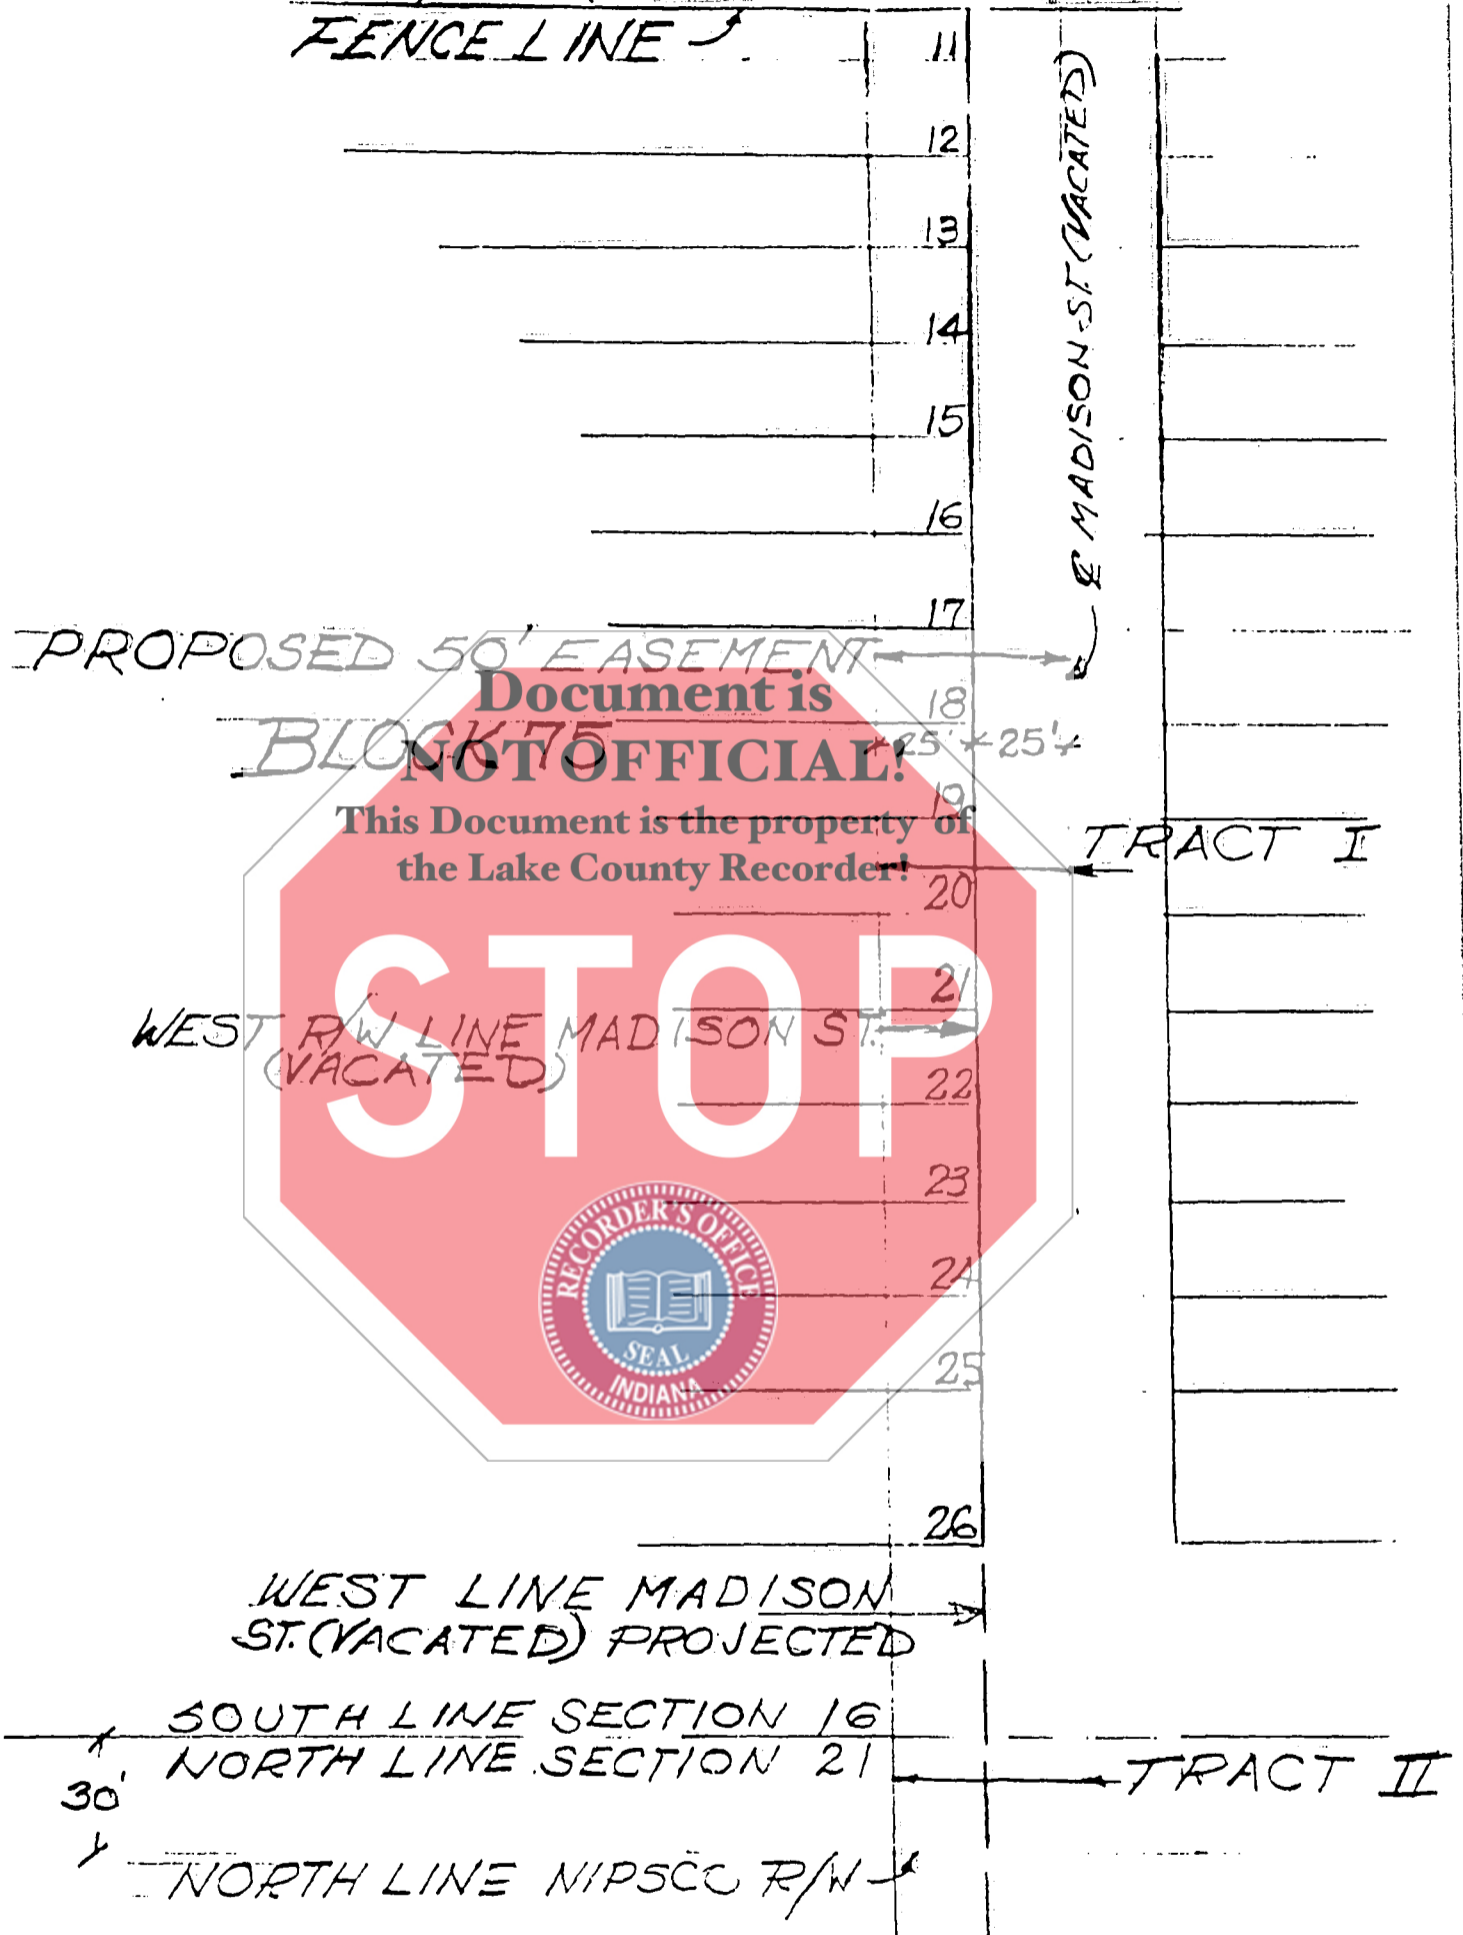 FENCE LINE
11
12
13
14
15
16
17
℄ MADISON ST. (VACATED)
PROPOSED 50' EASEMENT
18
BLOCK 75
25' 25'
19
TRACT I
20
21
WEST R/W LINE MADISON ST.
(VACATED)
22
23
24
25
26
WEST LINE MADISON
ST. (VACATED) PROJECTED
SOUTH LINE SECTION 16
NORTH LINE SECTION 21
30'
TRACT II
NORTH LINE NIPSCO R/W
Document is
NOT OFFICIAL!
This Document is the property of
the Lake County Recorder!
STOP
RECORDER'S OFFICE
SEAL
INDIANA